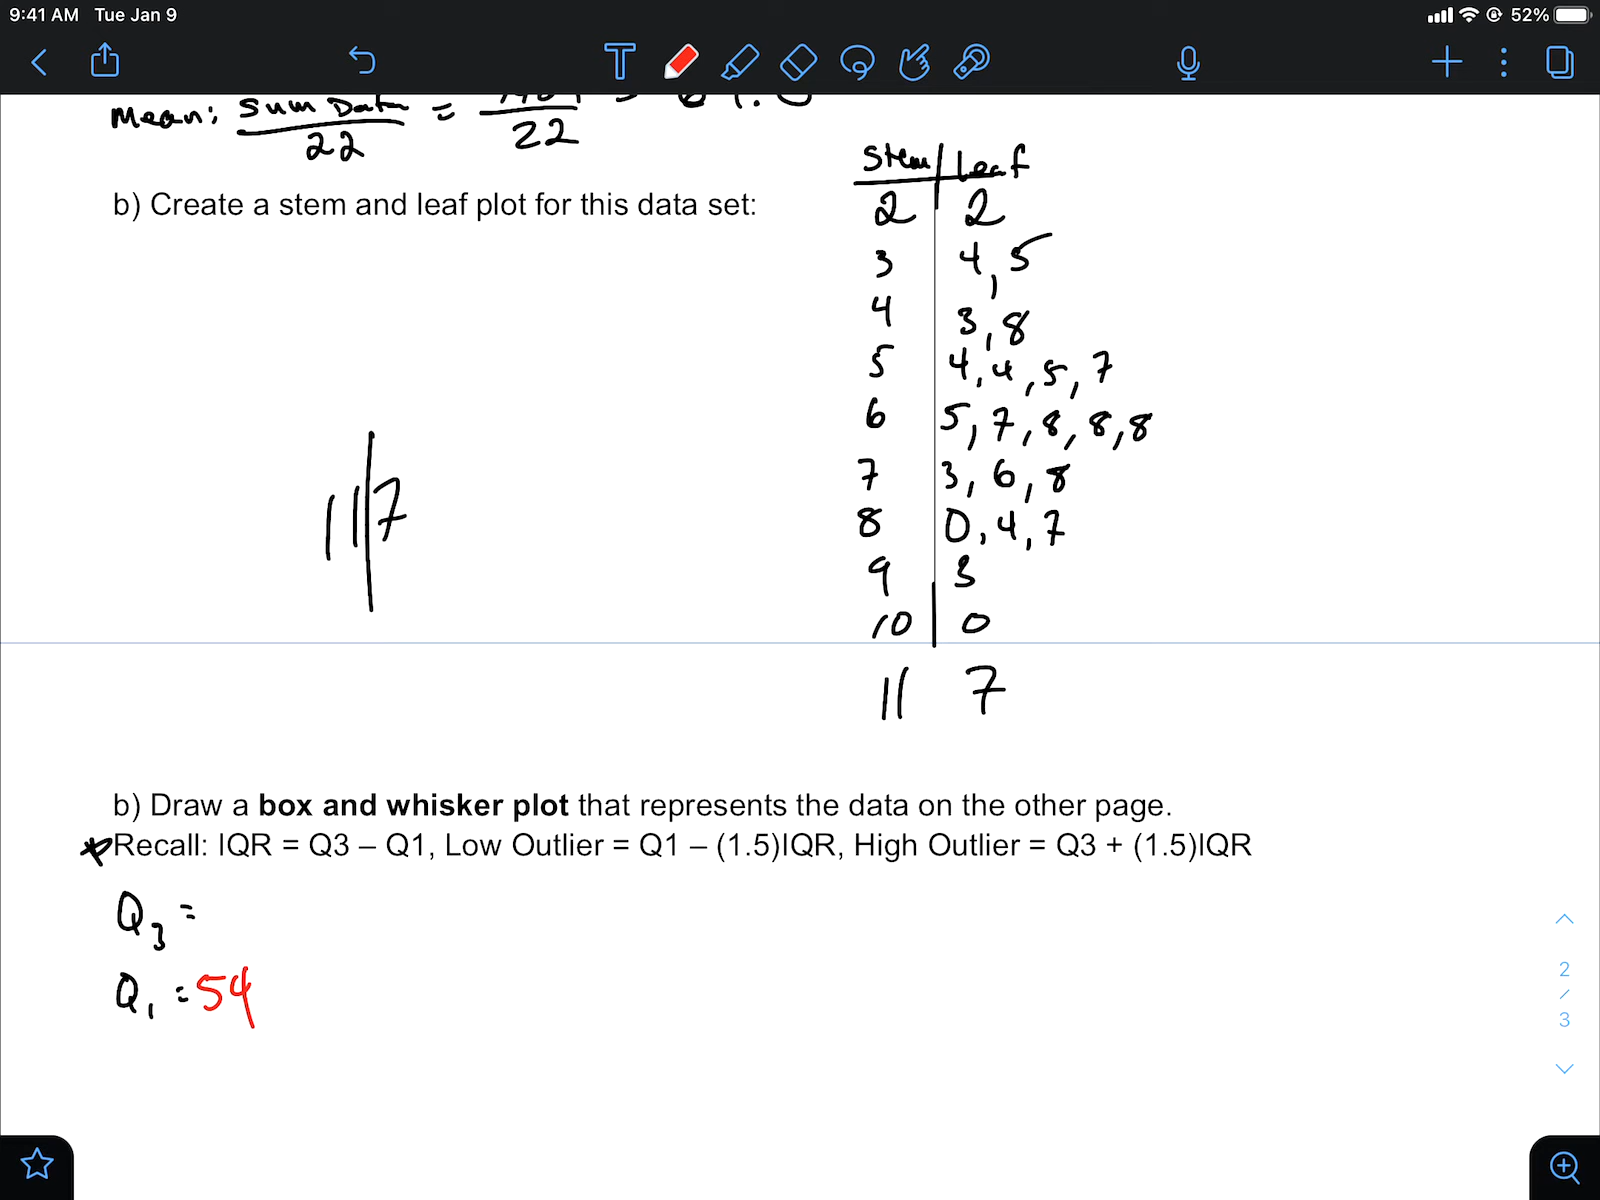 9:41 AM Tue Jan 9
52%
T
Mean: Sum Data / 22 = / 22
Stem | Leaf
b) Create a stem and leaf plot for this data set:
2 | 2
3 | 4, 5
4 | 3, 8
5 | 4, 4, 5, 7
6 | 5, 7, 8, 8, 8
7 | 3, 6, 8
8 | 0, 4, 7
9 | 3
10 | 0
11 7
11 | 7
b) Draw a box and whisker plot that represents the data on the other page.
*Recall: IQR = Q3 – Q1, Low Outlier = Q1 – (1.5)IQR, High Outlier = Q3 + (1.5)IQR
Q3 =
Q1 = 54
2
/
3